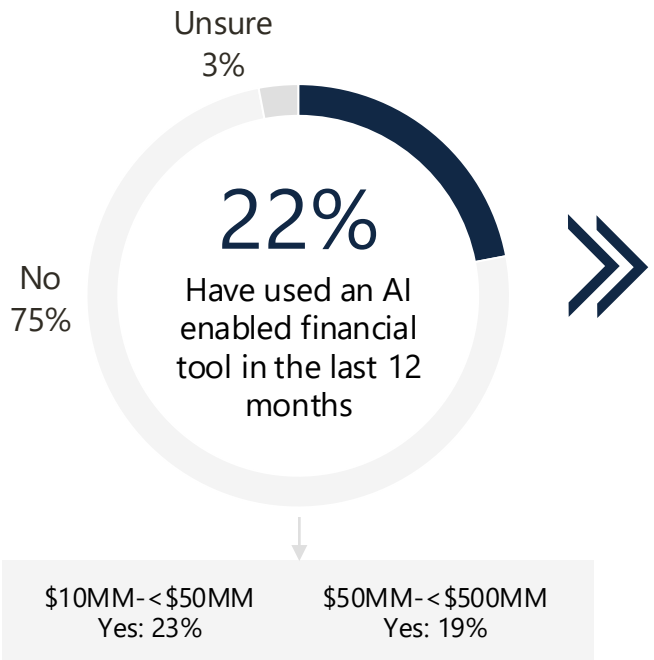 Unsure
3%
22%
Have used an AI
enabled financial
tool in the last 12
months
No
75%
$10MM-<$50MM
Yes: 23%
$50MM-<$500MM
Yes: 19%